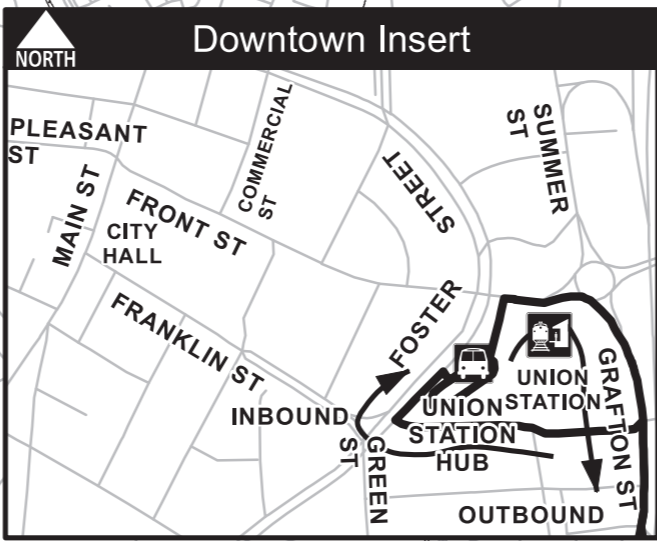 NORTH
Downtown Insert
PLEASANT
ST
MAIN ST
CITY
HALL
FRONT ST
COMMERCIAL
ST
FRANKLIN ST
FOSTER
STREET
SUMMER
ST
UNION
STATION
GRAFTON ST
UNION
STATION
HUB
INBOUND
GREEN
ST
OUTBOUND